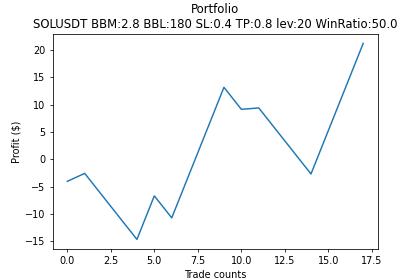 Portfolio
SOLUSDT BBM:2.8 BBL:180 SL:0.4 TP:0.8 lev:20 WinRatio:50.0
20
15
10
5
0
−5
−10
−15
Profit ($)
0.0 2.5 5.0 7.5 10.0 12.5 15.0 17.5
Trade counts